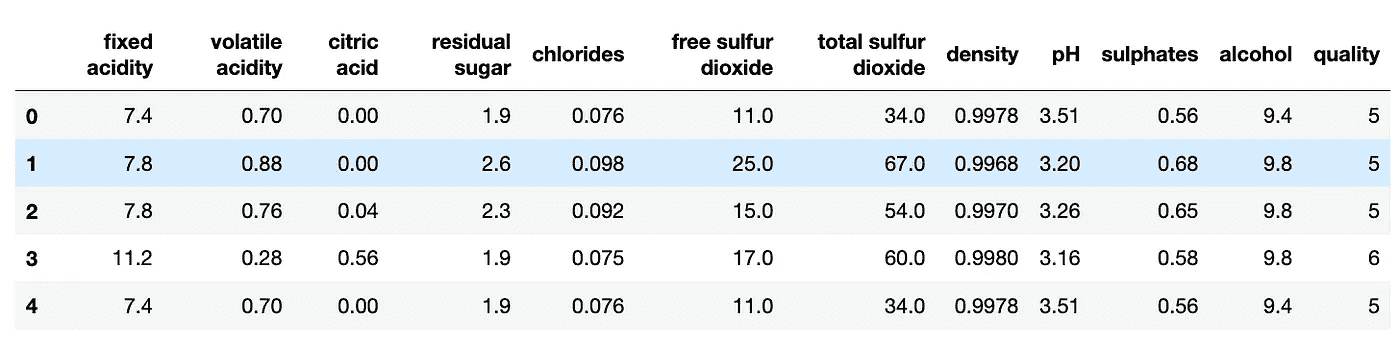 fixed acidity volatile acidity citric acid residual sugar chlorides free sulfur dioxide total sulfur dioxide density pH sulphates alcohol quality
0 7.4 0.70 0.00 1.9 0.076 11.0 34.0 0.9978 3.51 0.56 9.4 5
1 7.8 0.88 0.00 2.6 0.098 25.0 67.0 0.9968 3.20 0.68 9.8 5
2 7.8 0.76 0.04 2.3 0.092 15.0 54.0 0.9970 3.26 0.65 9.8 5
3 11.2 0.28 0.56 1.9 0.075 17.0 60.0 0.9980 3.16 0.58 9.8 6
4 7.4 0.70 0.00 1.9 0.076 11.0 34.0 0.9978 3.51 0.56 9.4 5